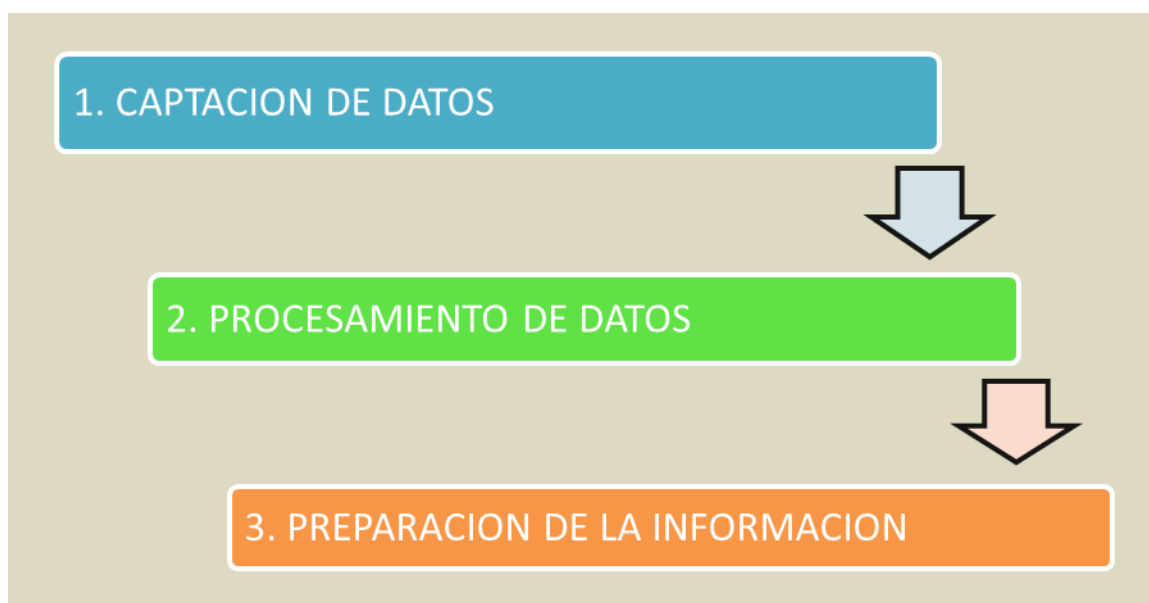 1. CAPTACION DE DATOS
2. PROCESAMIENTO DE DATOS
3. PREPARACION DE LA INFORMACION